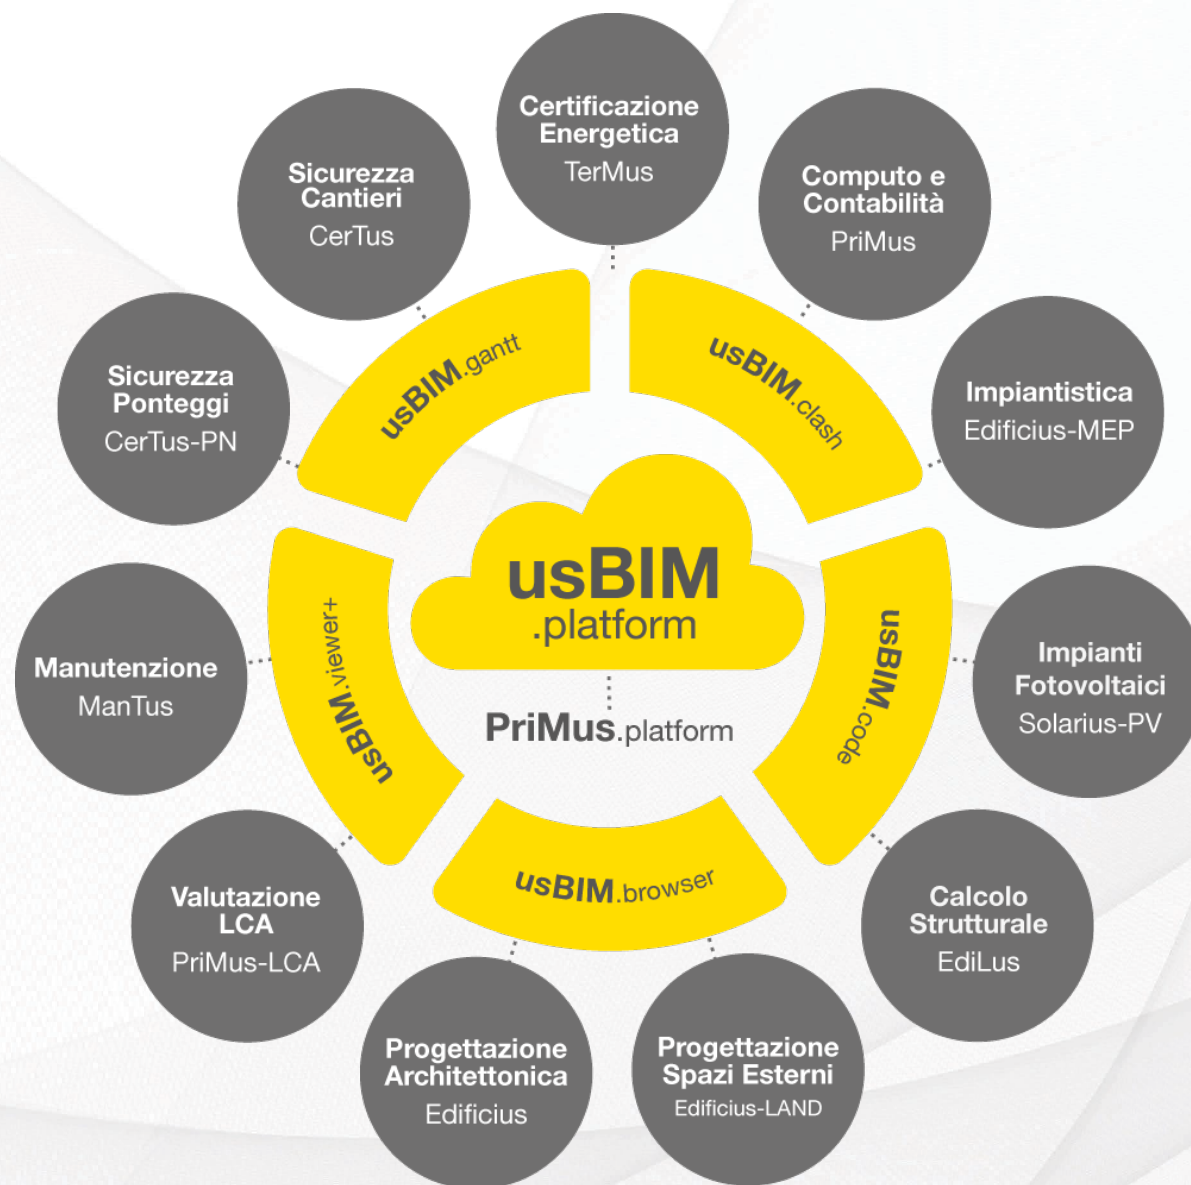 Certificazione
Energetica
TerMus
Computo e
Contabilità
PriMus
Impiantistica
Edificius-MEP
Impianti
Fotovoltaici
Solarius-PV
Calcolo
Strutturale
EdiLus
Progettazione
Spazi Esterni
Edificius-LAND
Progettazione
Architettonica
Edificius
Valutazione
LCA
PriMus-LCA
Manutenzione
ManTus
Sicurezza
Ponteggi
CerTus-PN
Sicurezza
Cantieri
CerTus
usBIM.gantt
usBIM.clash
usBIM.code
usBIM.browser
usBIM.viewer+
usBIM
.platform
PriMus.platform